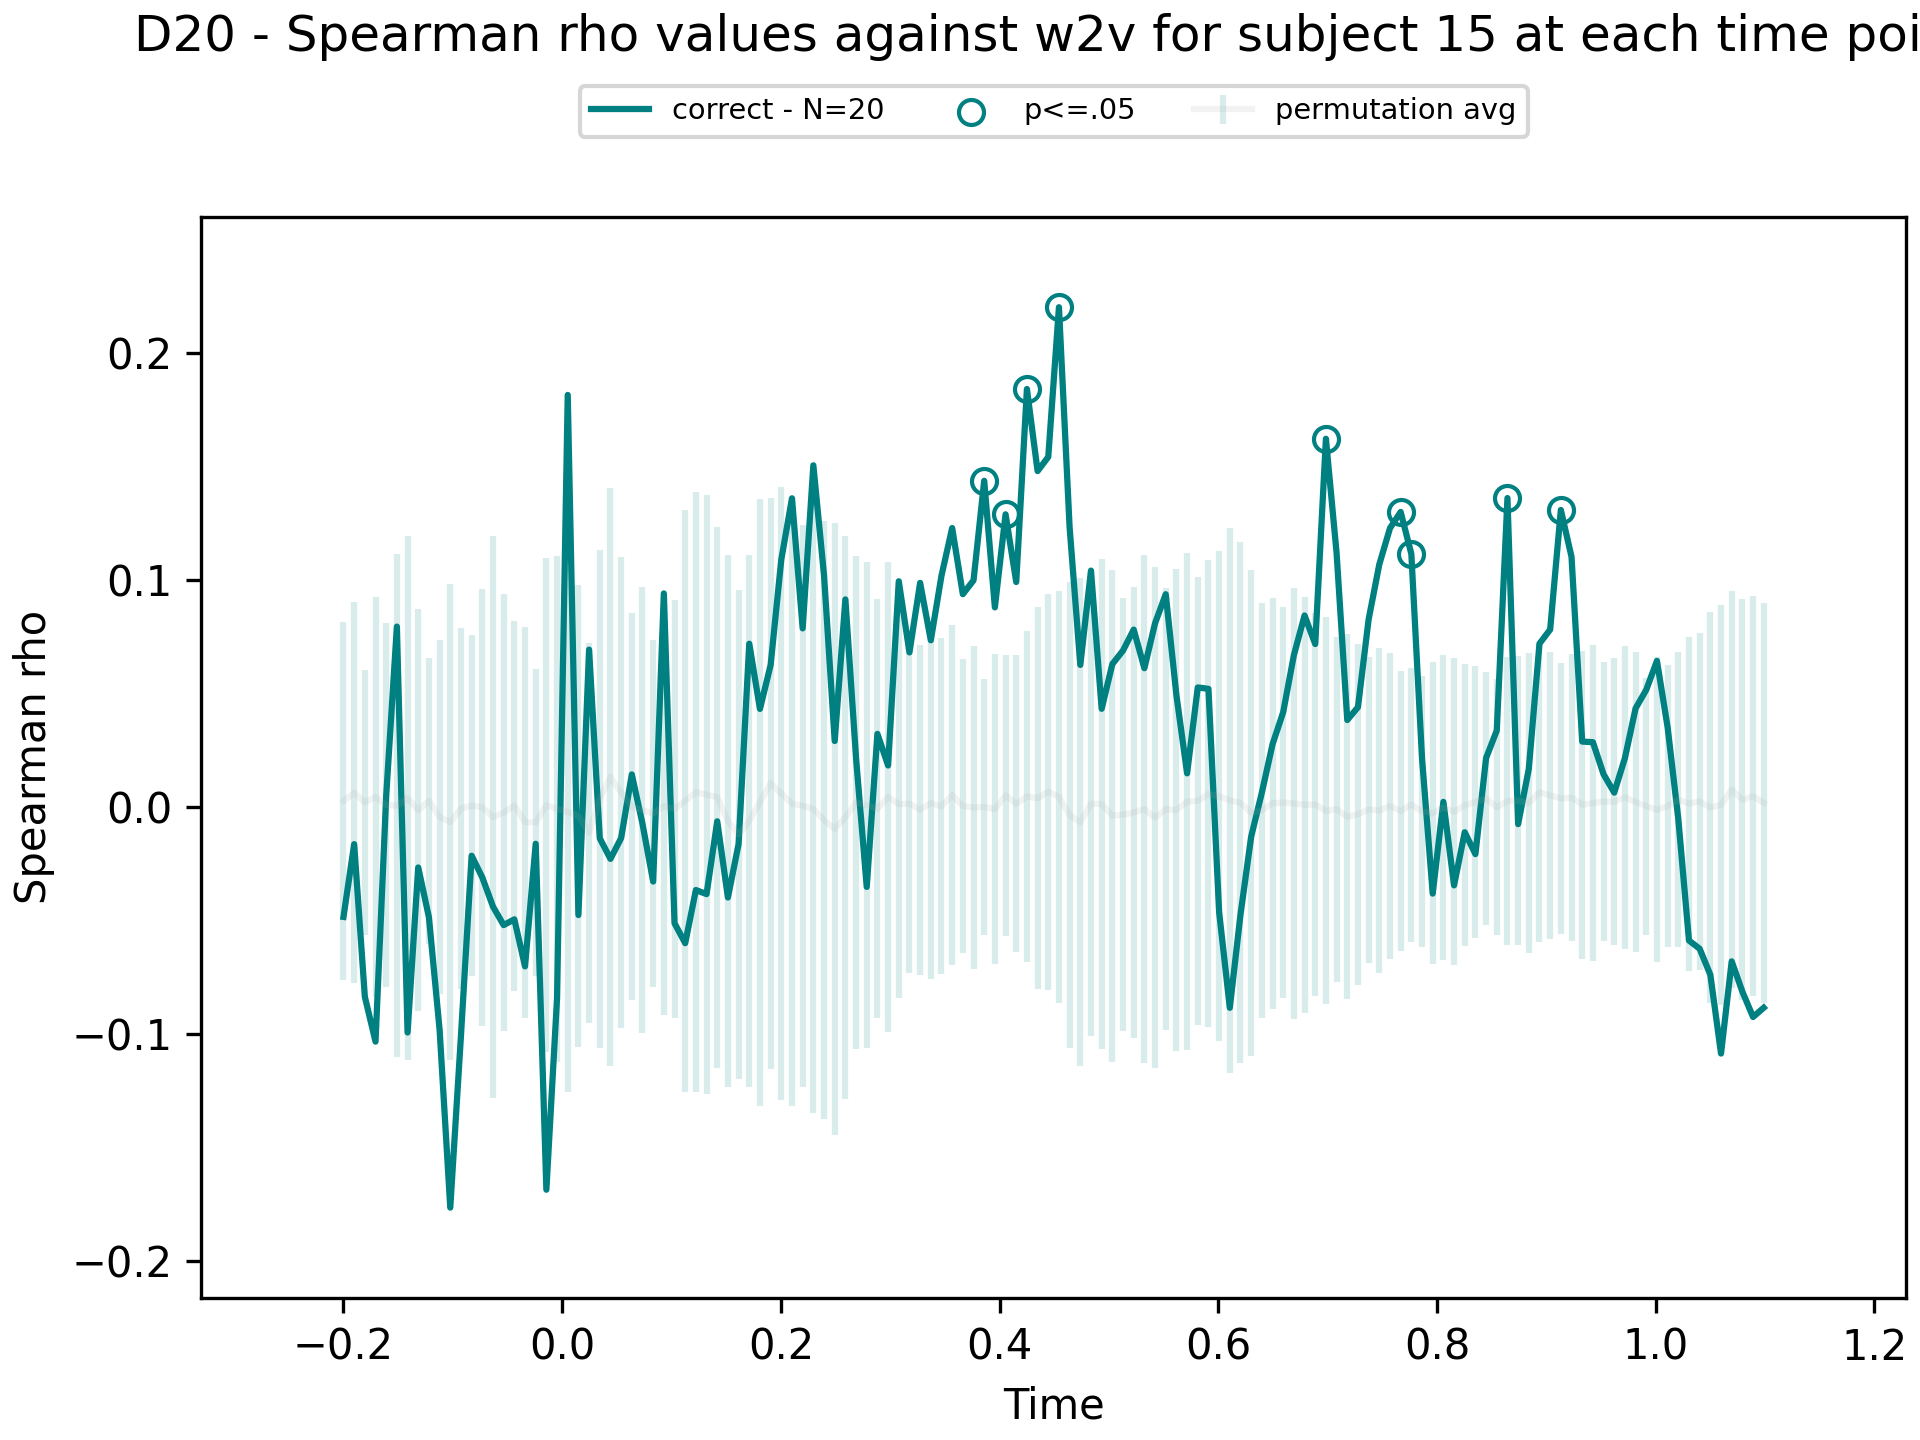 D20 - Spearman rho values against w2v for subject 15 at each time poi
correct - N=20 p<=.05 permutation avg
Spearman rho
0.2
0.1
0.0
−0.1
−0.2
−0.2 0.0 0.2 0.4 0.6 0.8 1.0 1.2
Time